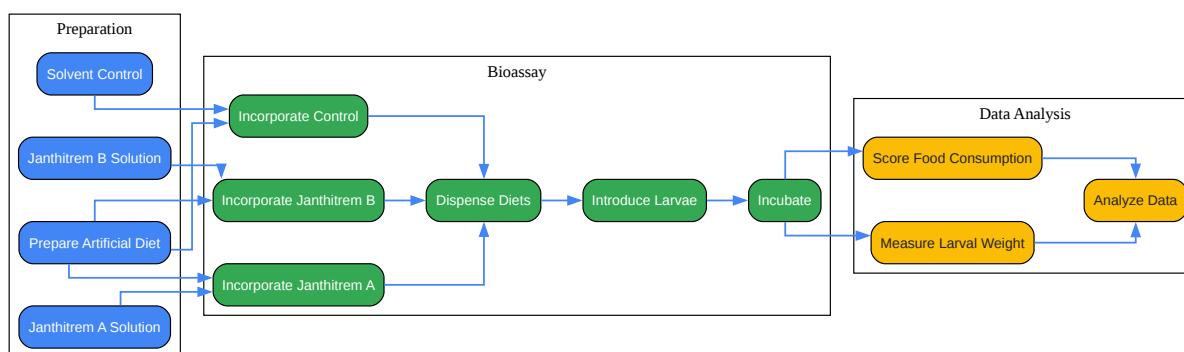 Preparation
Solvent Control
Janthitrem B Solution
Prepare Artificial Diet
Janthitrem A Solution
Bioassay
Incorporate Control
Incorporate Janthitrem B
Incorporate Janthitrem A
Dispense Diets
Introduce Larvae
Incubate
Data Analysis
Score Food Consumption
Measure Larval Weight
Analyze Data